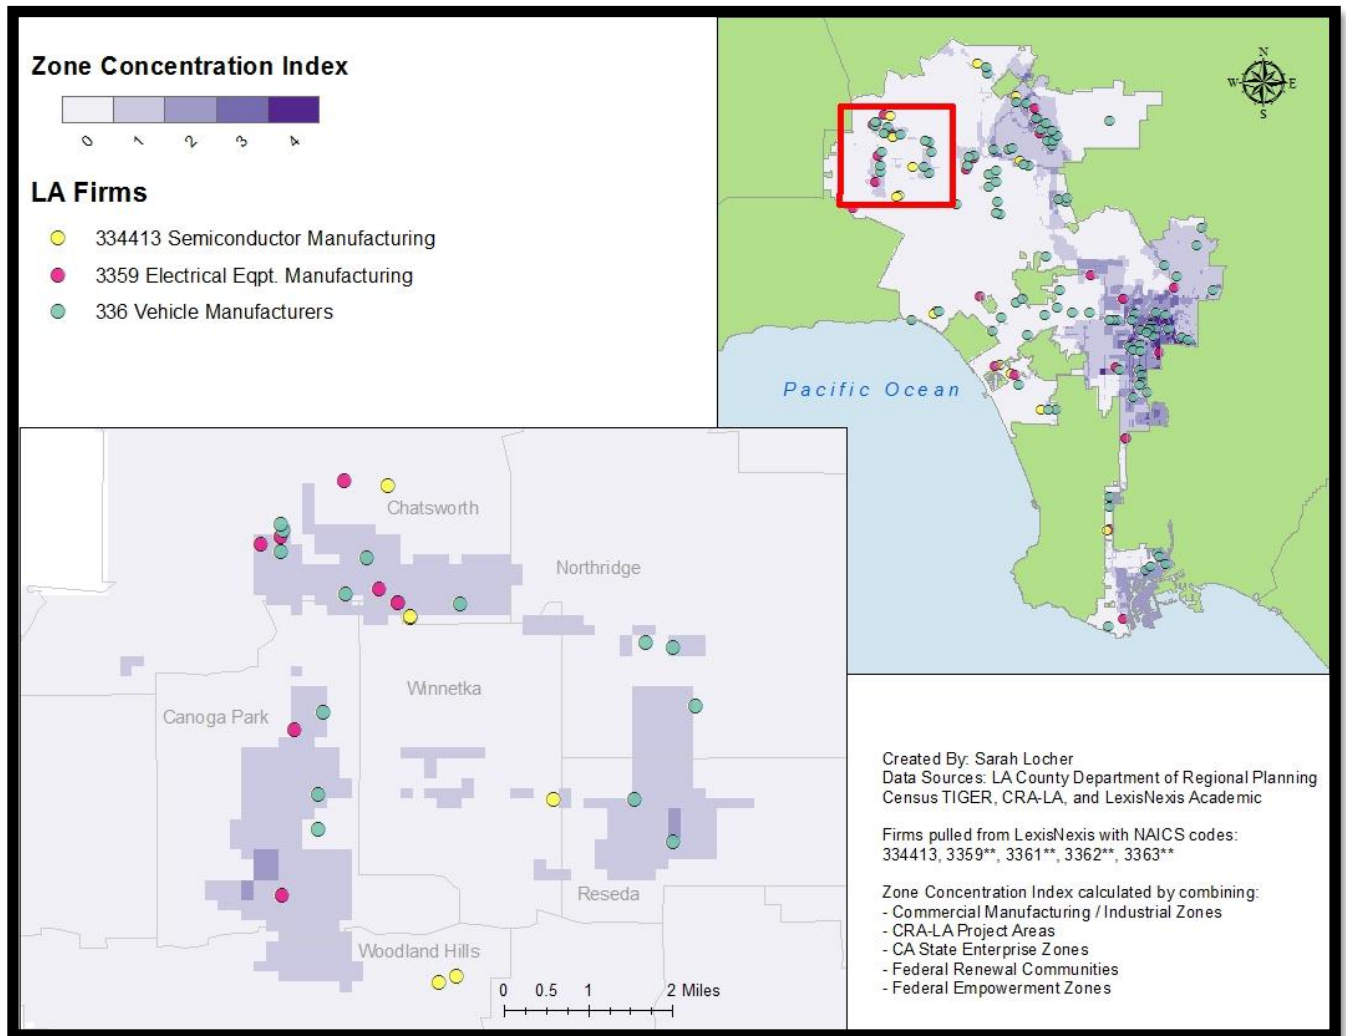 Zone Concentration Index
0 1 2 3 4
LA Firms
334413 Semiconductor Manufacturing
3359 Electrical Eqpt. Manufacturing
336 Vehicle Manufacturers
N
W E
S
Pacific Ocean
Chatsworth
Northridge
Winnetka
Canoga Park
Reseda
Woodland Hills
0 0.5 1 2 Miles
Created By: Sarah Locher
Data Sources: LA County Department of Regional Planning
Census TIGER, CRA-LA, and LexisNexis Academic
Firms pulled from LexisNexis with NAICS codes:
334413, 3359**, 3361**, 3362**, 3363**
Zone Concentration Index calculated by combining:
- Commercial Manufacturing / Industrial Zones
- CRA-LA Project Areas
- CA State Enterprise Zones
- Federal Renewal Communities
- Federal Empowerment Zones